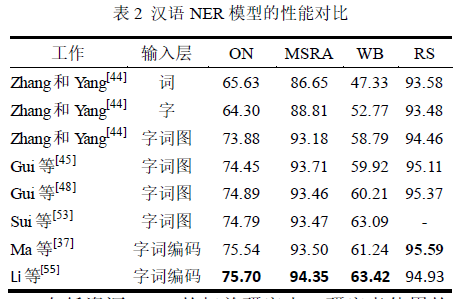 表 2 汉语 NER 模型的性能对比
工作 输入层 ON MSRA WB RS
Zhang 和 Yang[44] 词 65.63 86.65 47.33 93.58
Zhang 和 Yang[44] 字 64.30 88.81 52.77 93.48
Zhang 和 Yang[44] 字词图 73.88 93.18 58.79 94.46
Gui 等[45] 字词图 74.45 93.71 59.92 95.11
Gui 等[48] 字词图 74.89 93.46 60.21 95.37
Sui 等[53] 字词图 74.79 93.47 63.09 -
Ma 等[37] 字词编码 75.54 93.50 61.24 95.59
Li 等[55] 字词编码 75.70 94.35 63.42 94.93